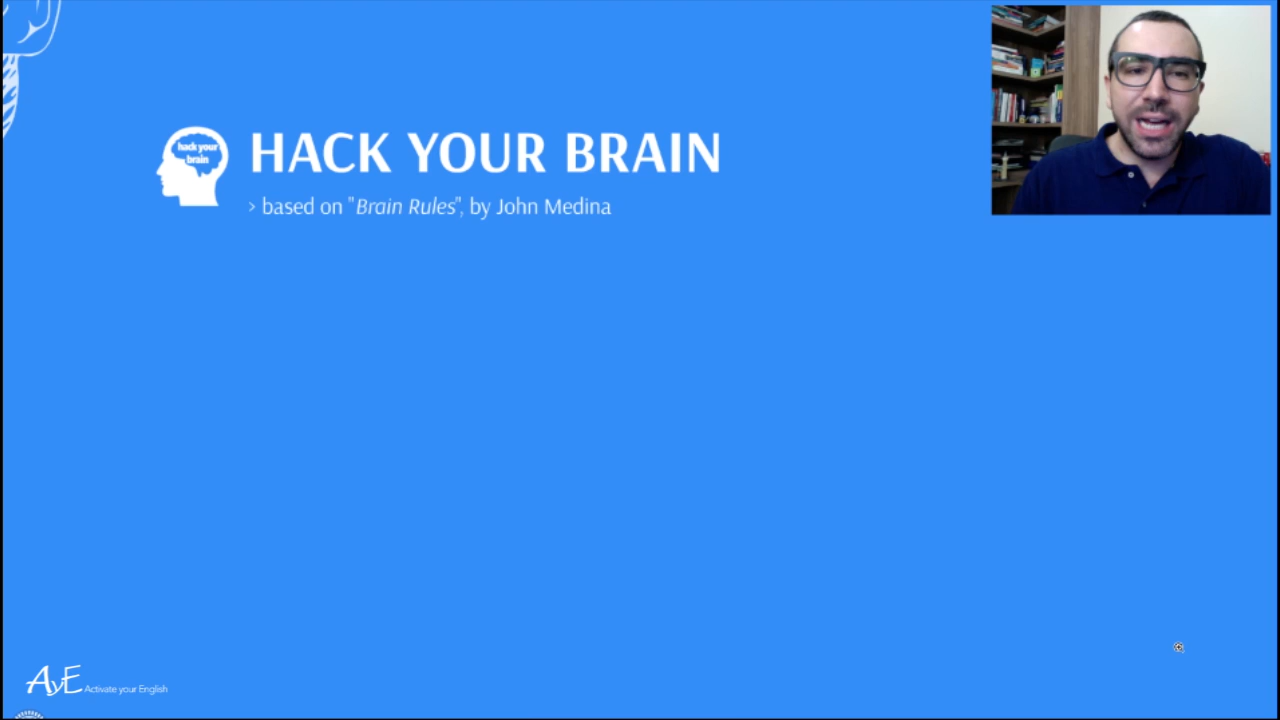 hack your
brain
HACK YOUR BRAIN
> based on "Brain Rules", by John Medina
AyE Activate your English